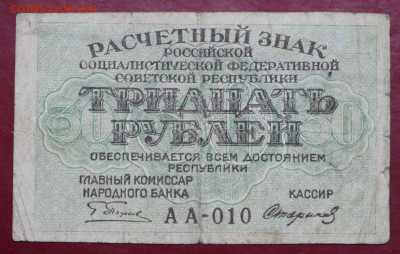 РАСЧЕТНЫЙ ЗНАК
РОССИЙСКОЙ
СОЦИАЛИСТИЧЕСКОЙ ФЕДЕРАТИВНОЙ
СОВЕТСКОЙ РЕСПУБЛИКИ
ТРИДЦАТЬ
РУБЛЕЙ
ОБЕСПЕЧИВАЕТСЯ ВСЕМ ДОСТОЯНИЕМ
РЕСПУБЛИКИ
ГЛАВНЫЙ КОМИССАР
НАРОДНОГО БАНКА
КАССИР
АА-010